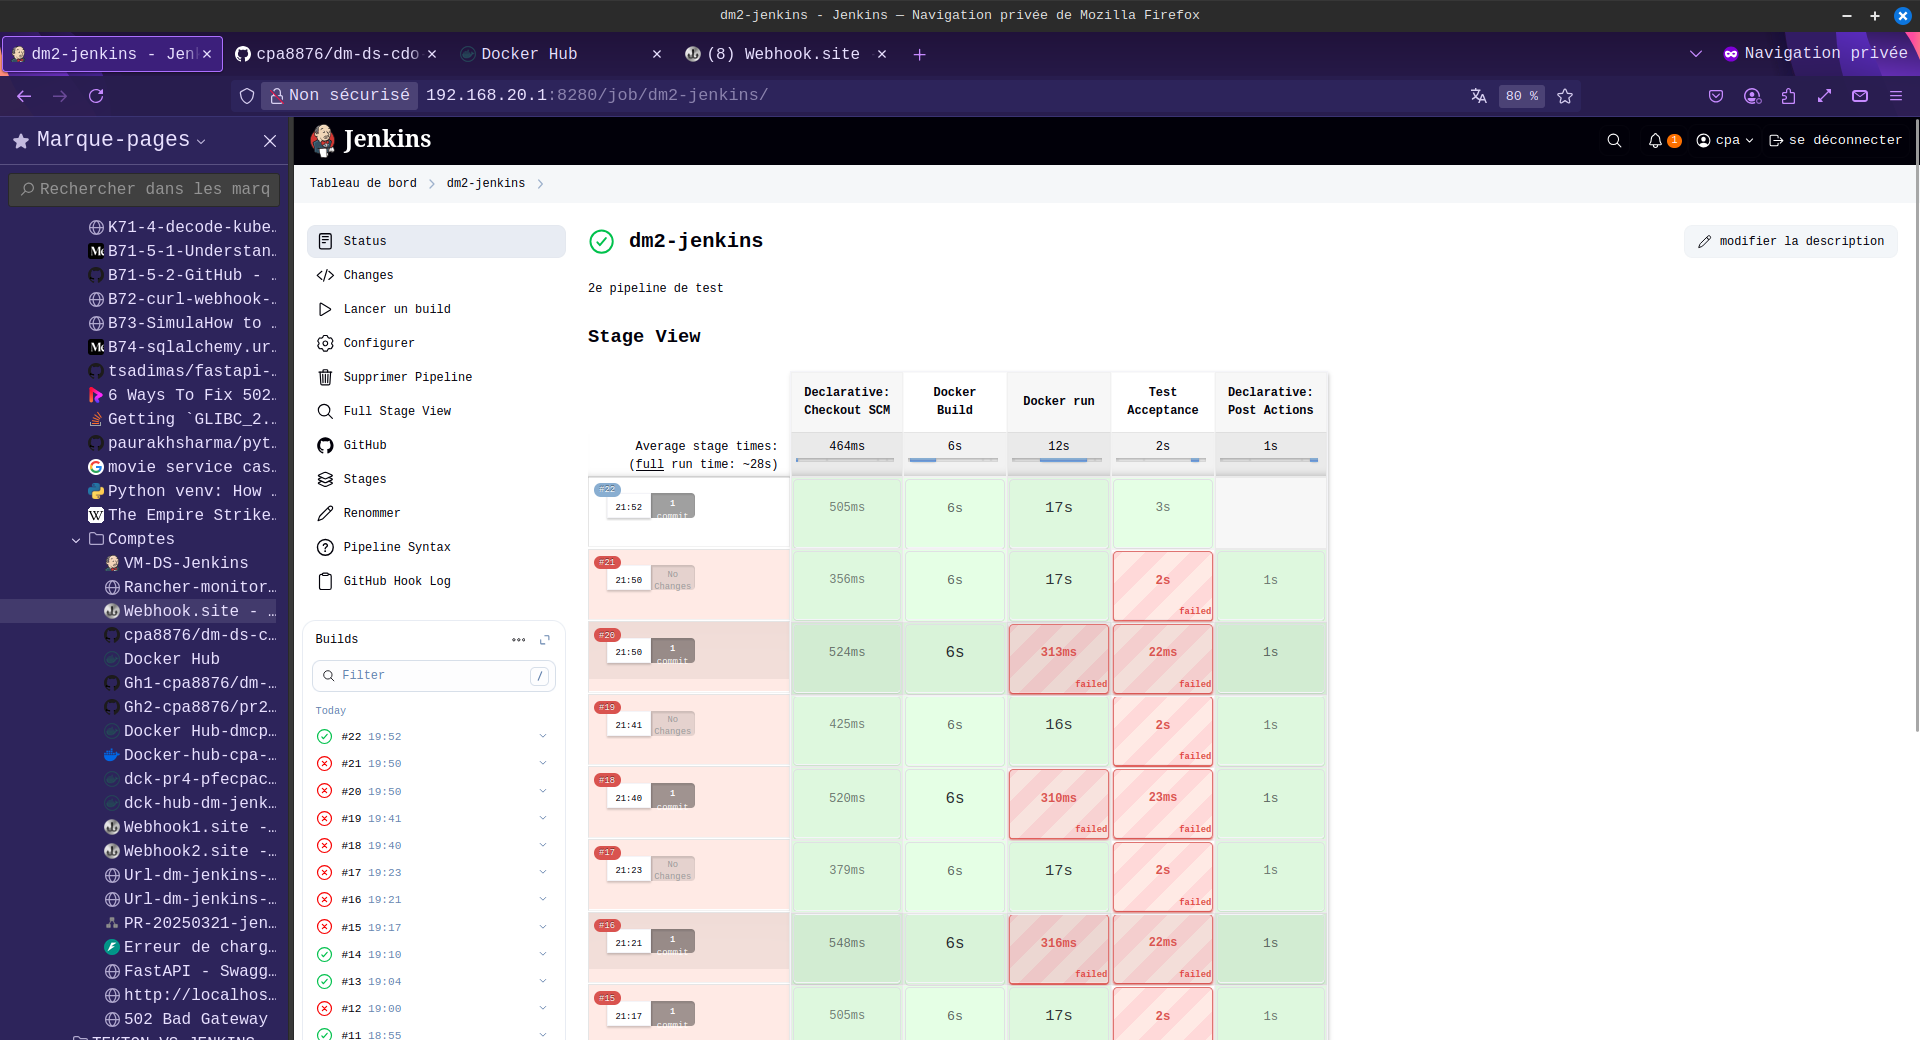 dm2-jenkins - Jenkins — Navigation privée de Mozilla Firefox
dm2-jenkins - Jen
cpa8876/dm-ds-cdo
Docker Hub
(8) Webhook.site
Navigation privée
Non sécurisé
192.168.20.1:8280/job/dm2-jenkins/
80 %
Marque-pages
Rechercher dans les marq
K71-4-decode-kube…
B71-5-1-Understan…
B71-5-2-GitHub - …
B72-curl-webhook-…
B73-SimulaHow to …
B74-sqlalchemy.ur…
tsadimas/fastapi-…
6 Ways To Fix 502…
Getting `GLIBC_2.…
paurakhsharma/pyt…
movie service cas…
Python venv: How …
The Empire Strike…
Comptes
VM-DS-Jenkins
Rancher-monitor…
Webhook.site - …
cpa8876/dm-ds-c…
Docker Hub
Gh1-cpa8876/dm-…
Gh2-cpa8876/pr2…
Docker Hub-dmcp…
Docker-hub-cpa-…
dck-pr4-pfecpac…
dck-hub-dm-jenk…
Webhook1.site -…
Webhook2.site -…
Url-dm-jenkins-…
Url-dm-jenkins-…
PR-20250321-jen…
Erreur de charg…
FastAPI - Swagg…
http://localhos…
502 Bad Gateway
TEKTON VS JENKINS
Jenkins
1
cpa
se déconnecter
Tableau de bord
dm2-jenkins
Status
Changes
Lancer un build
Configurer
Supprimer Pipeline
Full Stage View
GitHub
Stages
Renommer
Pipeline Syntax
GitHub Hook Log
Builds
Filter
/
Today
#22 19:52
#21 19:50
#20 19:50
#19 19:41
#18 19:40
#17 19:23
#16 19:21
#15 19:17
#14 19:10
#13 19:04
#12 19:00
#11 18:55
dm2-jenkins
modifier la description
2e pipeline de test
Stage View
Declarative: Checkout SCM
Docker Build
Docker run
Test Acceptance
Declarative: Post Actions
Average stage times:
(full run time: ~28s)
464ms 6s 12s 2s 1s
#22
21:52 1 commit
505ms 6s 17s 3s
#21
21:50 No Changes
356ms 6s 17s 2s failed 1s
#20
21:50 1 commit
524ms 6s 313ms failed 22ms failed 1s
#19
21:41 No Changes
425ms 6s 16s 2s failed 1s
#18
21:40 1 commit
520ms 6s 310ms failed 23ms failed 1s
#17
21:23 No Changes
379ms 6s 17s 2s failed 1s
#16
21:21 1 commit
548ms 6s 316ms failed 22ms failed 1s
#15
21:17 1 commit
505ms 6s 17s 2s 1s